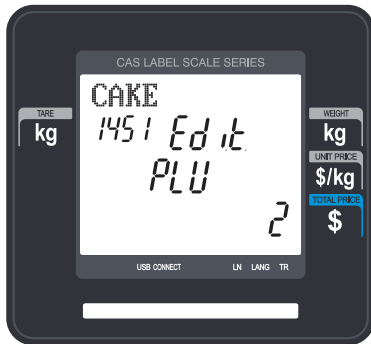 CAS LABEL SCALE SERIES
CAKE
TARE
kg
1451 Edit
WEIGHT
kg
PLU
UNIT PRICE
$/kg
2
TOTAL PRICE
$
USB CONNECT LN LANG TR